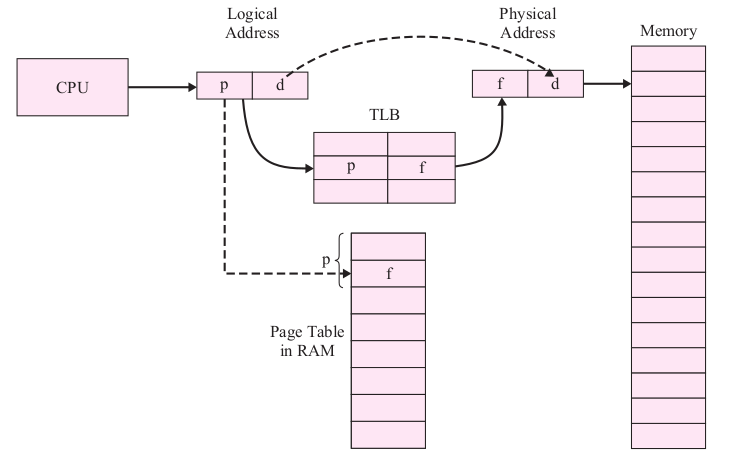 Logical
Address
Physical
Address
Memory
CPU
p
d
f
d
TLB
p
f
p
f
Page Table
in RAM